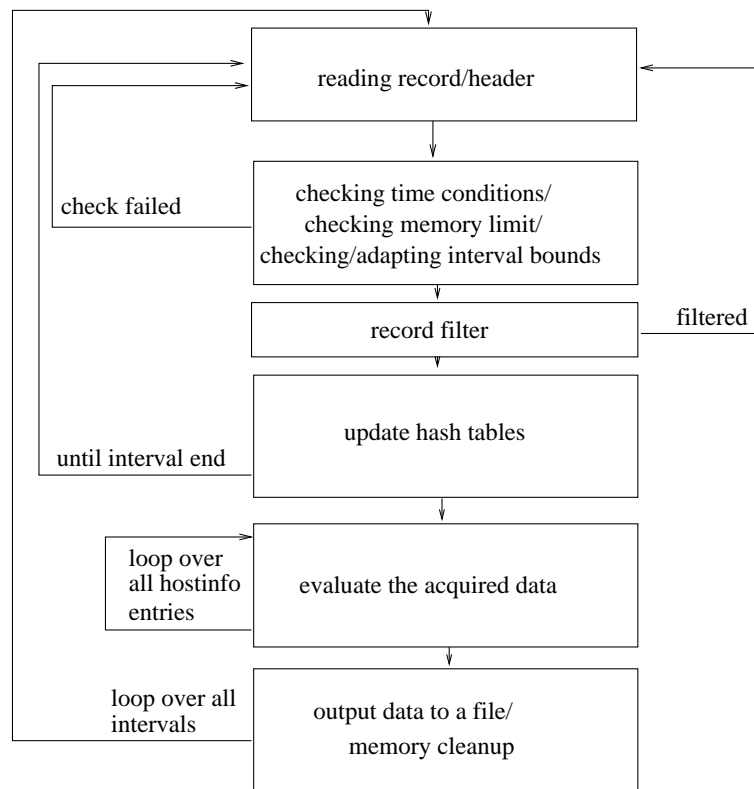 reading record/header
checking time conditions/
checking memory limit/
checking/adapting interval bounds
check failed
record filter
filtered
update hash tables
until interval end
loop over
all hostinfo
entries
evaluate the acquired data
loop over all
intervals
output data to a file/
memory cleanup